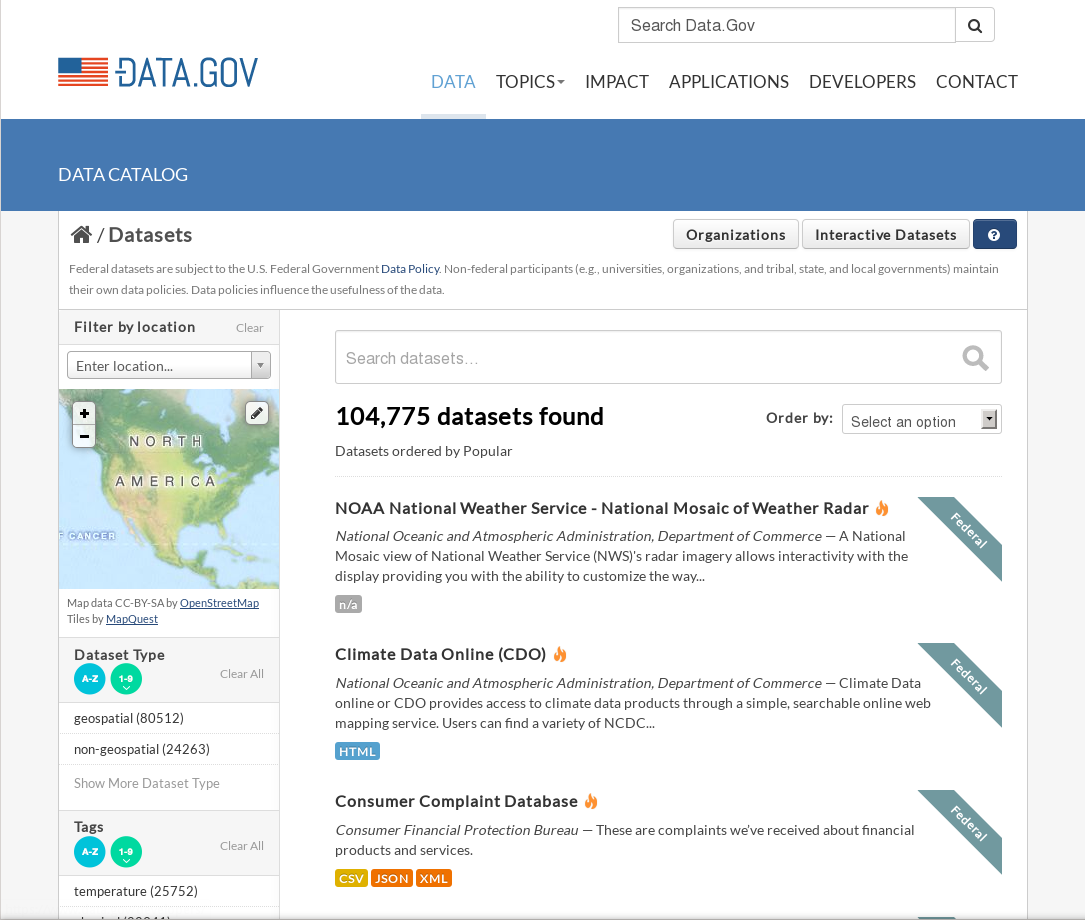 Search Data.Gov
DATA.GOV
DATA TOPICS IMPACT APPLICATIONS DEVELOPERS CONTACT
DATA CATALOG
/ Datasets
Organizations Interactive Datasets
Federal datasets are subject to the U.S. Federal Government Data Policy. Non-federal participants (e.g., universities, organizations, and tribal, state, and local governments) maintain
their own data policies. Data policies influence the usefulness of the data.
Filter by location Clear
Enter location...
+
-
NORTH
AMERICA
F CANCER
Map data CC-BY-SA by OpenStreetMap
Tiles by MapQuest
Dataset Type
A-Z 1-9 Clear All
geospatial (80512)
non-geospatial (24263)
Show More Dataset Type
Tags
A-Z 1-9 Clear All
temperature (25752)
Search datasets...
104,775 datasets found
Order by: Select an option
Datasets ordered by Popular
NOAA National Weather Service - National Mosaic of Weather Radar
Federal
National Oceanic and Atmospheric Administration, Department of Commerce — A National
Mosaic view of National Weather Service (NWS)'s radar imagery allows interactivity with the
display providing you with the ability to customize the way...
n/a
Climate Data Online (CDO)
Federal
National Oceanic and Atmospheric Administration, Department of Commerce — Climate Data
online or CDO provides access to climate data products through a simple, searchable online web
mapping service. Users can find a variety of NCDC...
HTML
Consumer Complaint Database
Federal
Consumer Financial Protection Bureau — These are complaints we've received about financial
products and services.
CSV JSON XML